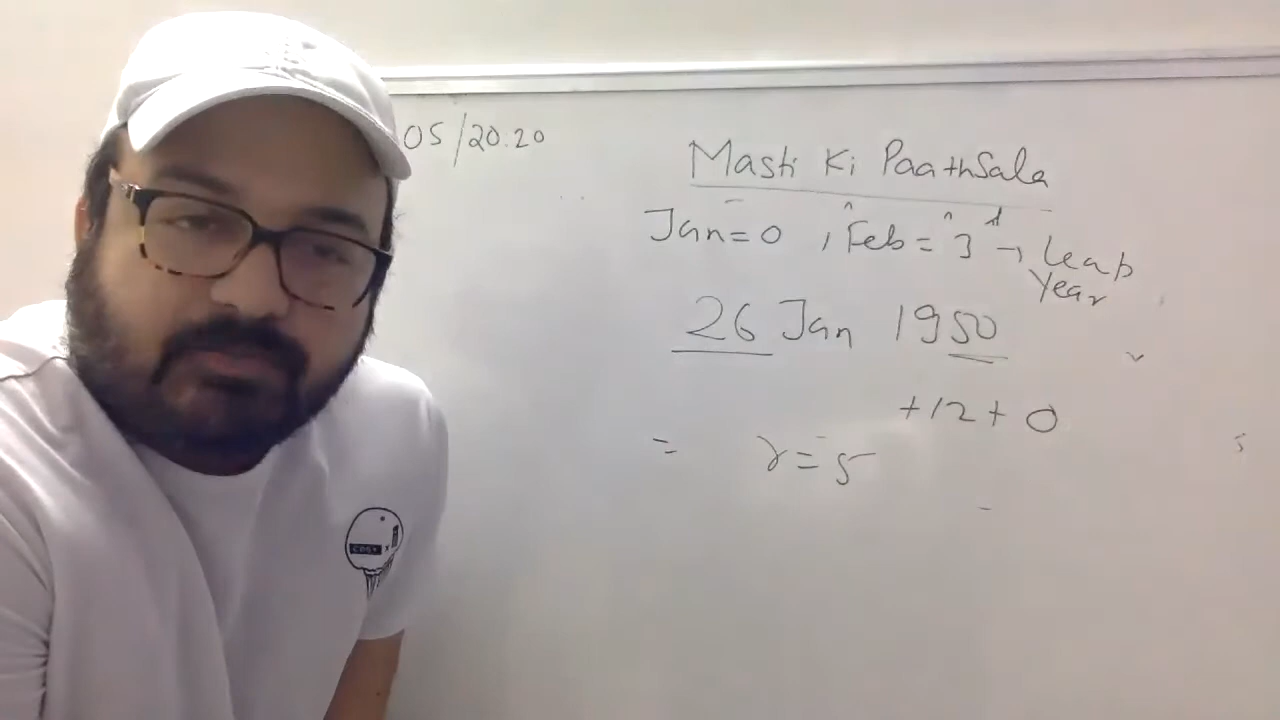 05/20.20
Masti Ki PaathSala
Jan=0 , Feb = 3 → Leap
Year
26 Jan 1950
+12+ 0
= r=5